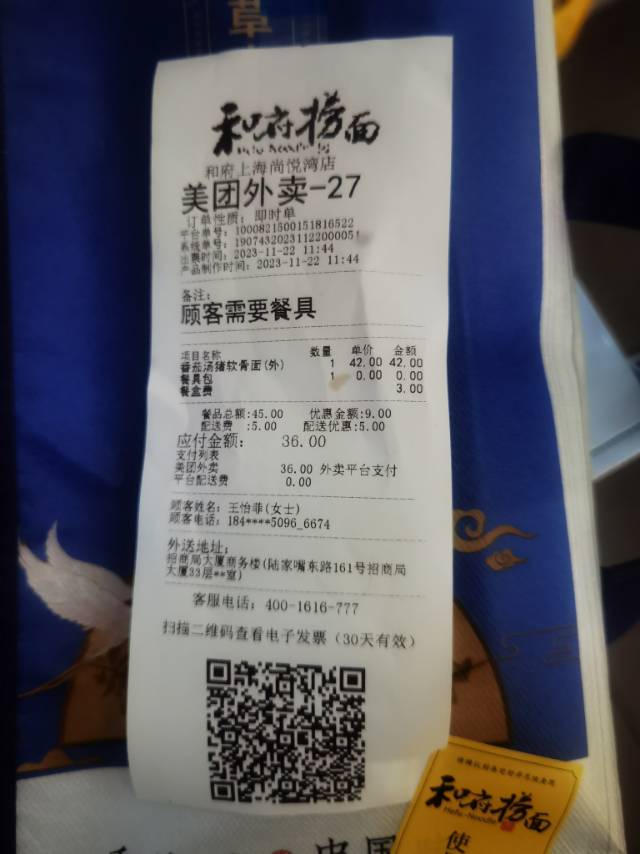 草
和府捞面
Hefu Noodle
和府上海尚悦湾店
美团外卖-27
订单性质: 即时单
平台单号: 1000821500151816522
系统单号: 19074320231122000051
出票时间: 2023-11-22 11:44
产品制作时间: 2023-11-22 11:44
备注:
顾客需要餐具
项目名称 数量 单价 金额
番茄汤猪软骨面(外) 1 42.00 42.00
餐具包 1 0.00 0.00
餐盒费 3.00
餐品总额:45.00 优惠金额:9.00
配送费 :5.00 配送优惠:5.00
应付金额: 36.00
支付列表
美团外卖 36.00 外卖平台支付
平台配送费 0.00
顾客姓名: 王怡菲(女士)
顾客电话: 184****5096_6674
外送地址:
招商局大厦商务楼(陆家嘴东路161号招商局
大厦33层**室)
客服电话: 400-1616-777
扫描二维码查看电子发票 (30天有效)
和府捞面
Hefu-Noodle
使
中国